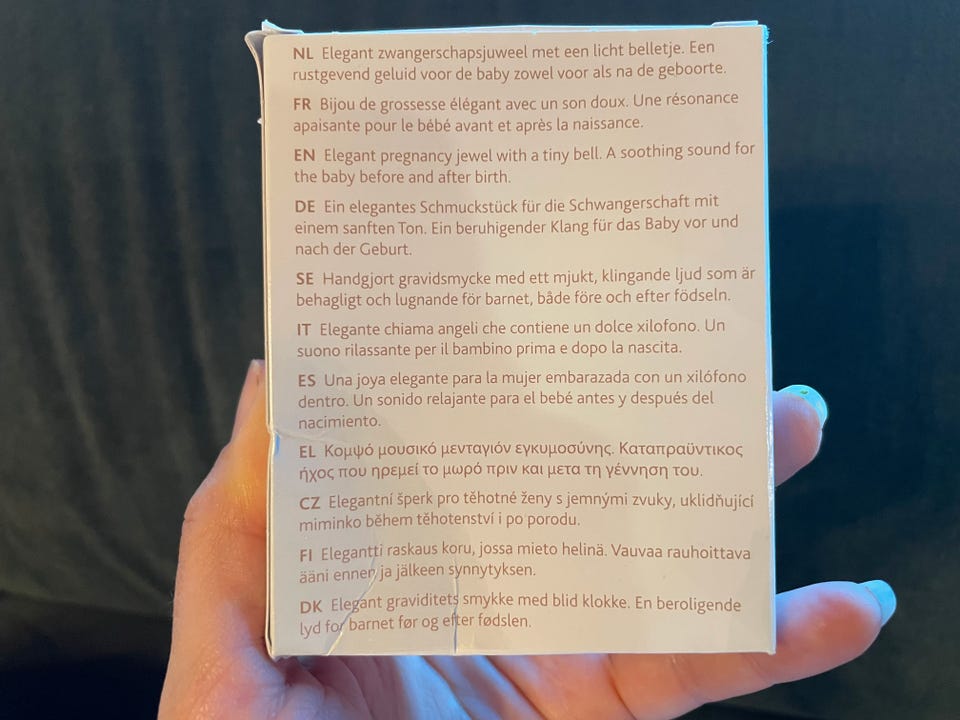 NL Elegant zwangerschapsjuweel met een licht belletje. Een
rustgevend geluid voor de baby zowel voor als na de geboorte.
FR Bijou de grossesse élégant avec un son doux. Une résonance
apaisante pour le bébé avant et après la naissance.
EN Elegant pregnancy jewel with a tiny bell. A soothing sound for
the baby before and after birth.
DE Ein elegantes Schmuckstück für die Schwangerschaft mit
einem sanften Ton. Ein beruhigender Klang für das Baby vor und
nach der Geburt.
SE Handgjort gravidsmycke med ett mjukt, klingande ljud som är
behagligt och lugnande för barnet, både före och efter födseln.
IT Elegante chiama angeli che contiene un dolce xilofono. Un
suono rilassante per il bambino prima e dopo la nascita.
ES Una joya elegante para la mujer embarazada con un xilófono
dentro. Un sonido relajante para el bebé antes y después del
nacimiento.
EL Κομψό μουσικό μενταγιόν εγκυμοσύνης. Καταπραϋντικος
ήχος που ηρεμεί το μωρό πριν και μετα τη γέννηση του.
CZ Elegantní šperk pro těhotné ženy s jemnými zvuky, uklidňující
miminko během těhotenství i po porodu.
FI Elegantti raskaus koru, jossa mieto helinä. Vauvaa rauhoittava
ääni ennen ja jälkeen synnytyksen.
DK Elegant graviditets smykke med blid klokke. En beroligende
lyd for barnet før og efter fødslen.